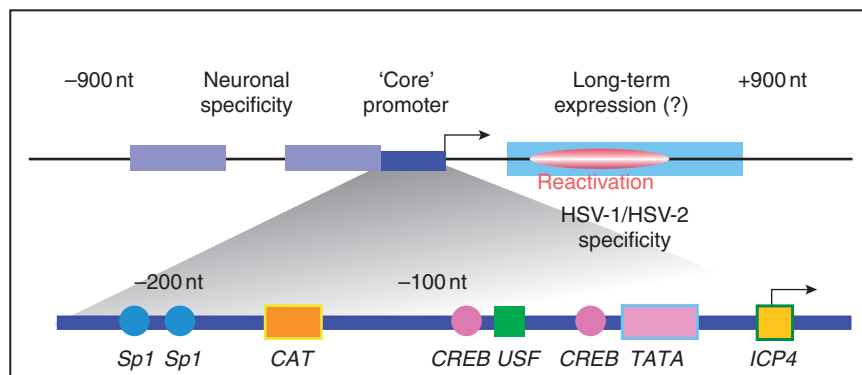 –900 nt
Neuronal
specificity
'Core'
promoter
Long-term
expression (?)
+900 nt
Reactivation
HSV-1/HSV-2
specificity
–200 nt
–100 nt
Sp1 Sp1 CAT CREB USF CREB TATA ICP4